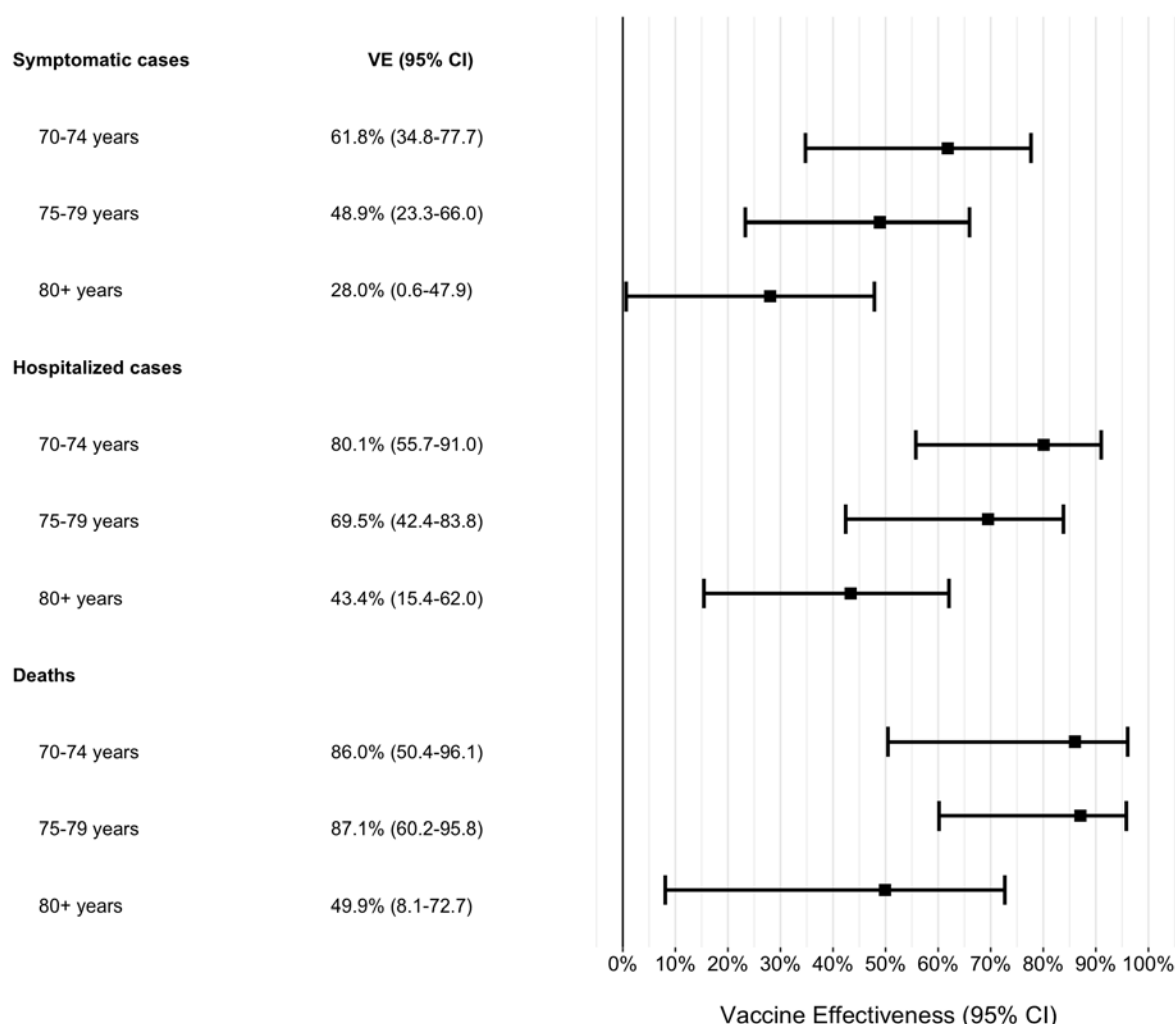 Symptomatic cases VE (95% CI)
70-74 years 61.8% (34.8-77.7)
75-79 years 48.9% (23.3-66.0)
80+ years 28.0% (0.6-47.9)
Hospitalized cases
70-74 years 80.1% (55.7-91.0)
75-79 years 69.5% (42.4-83.8)
80+ years 43.4% (15.4-62.0)
Deaths
70-74 years 86.0% (50.4-96.1)
75-79 years 87.1% (60.2-95.8)
80+ years 49.9% (8.1-72.7)
0% 10% 20% 30% 40% 50% 60% 70% 80% 90% 100%
Vaccine Effectiveness (95% CI)